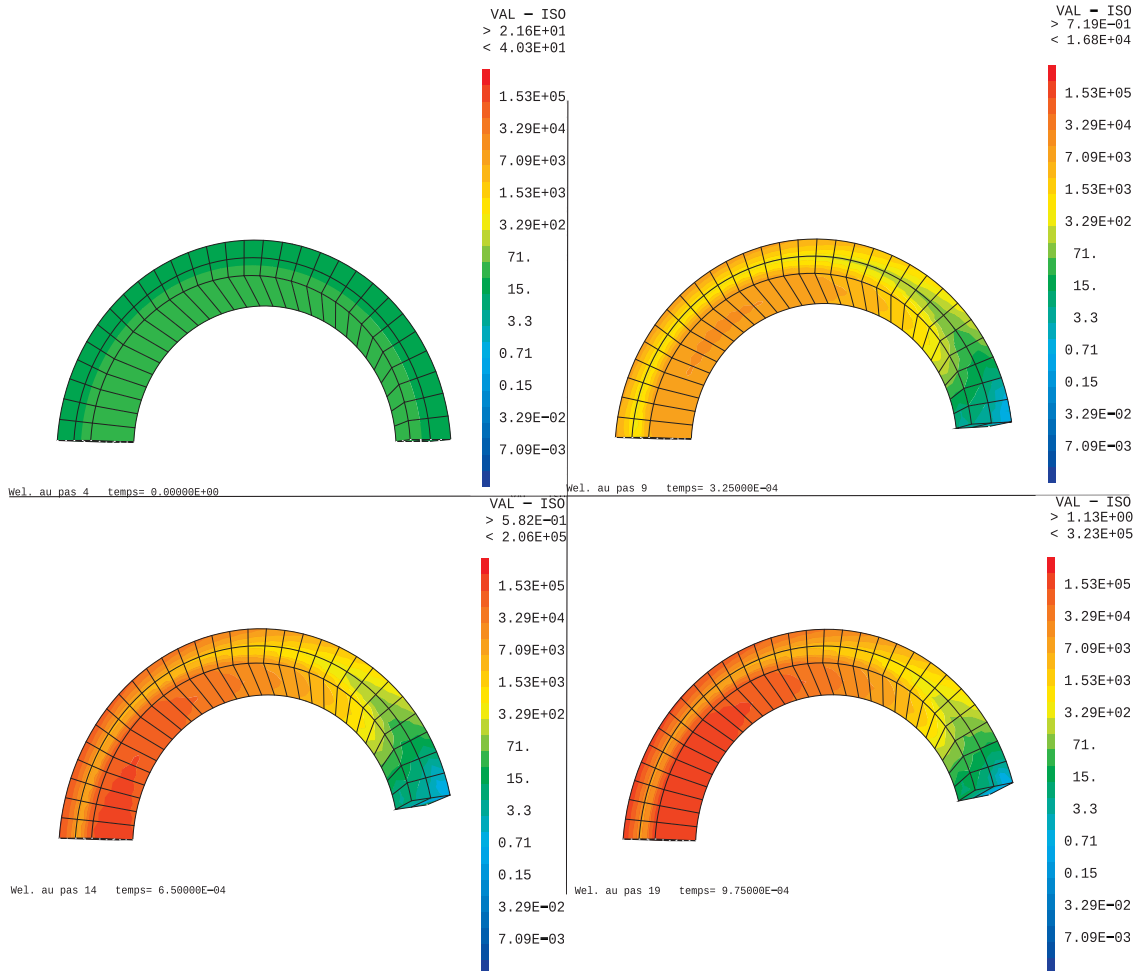 VAL − ISO
> 2.16E+01
< 4.03E+01
1.53E+05
3.29E+04
7.09E+03
1.53E+03
3.29E+02
71.
15.
3.3
0.71
0.15
3.29E−02
7.09E−03
Wel. au pas 4 temps= 0.00000E+00
VAL − ISO
> 7.19E−01
< 1.68E+04
1.53E+05
3.29E+04
7.09E+03
1.53E+03
3.29E+02
71.
15.
3.3
0.71
0.15
3.29E−02
7.09E−03
Wel. au pas 9 temps= 3.25000E−04
VAL − ISO
> 5.82E−01
< 2.06E+05
1.53E+05
3.29E+04
7.09E+03
1.53E+03
3.29E+02
71.
15.
3.3
0.71
0.15
3.29E−02
7.09E−03
Wel. au pas 14 temps= 6.50000E−04
VAL − ISO
> 1.13E+00
< 3.23E+05
1.53E+05
3.29E+04
7.09E+03
1.53E+03
3.29E+02
71.
15.
3.3
0.71
0.15
3.29E−02
7.09E−03
Wel. au pas 19 temps= 9.75000E−04